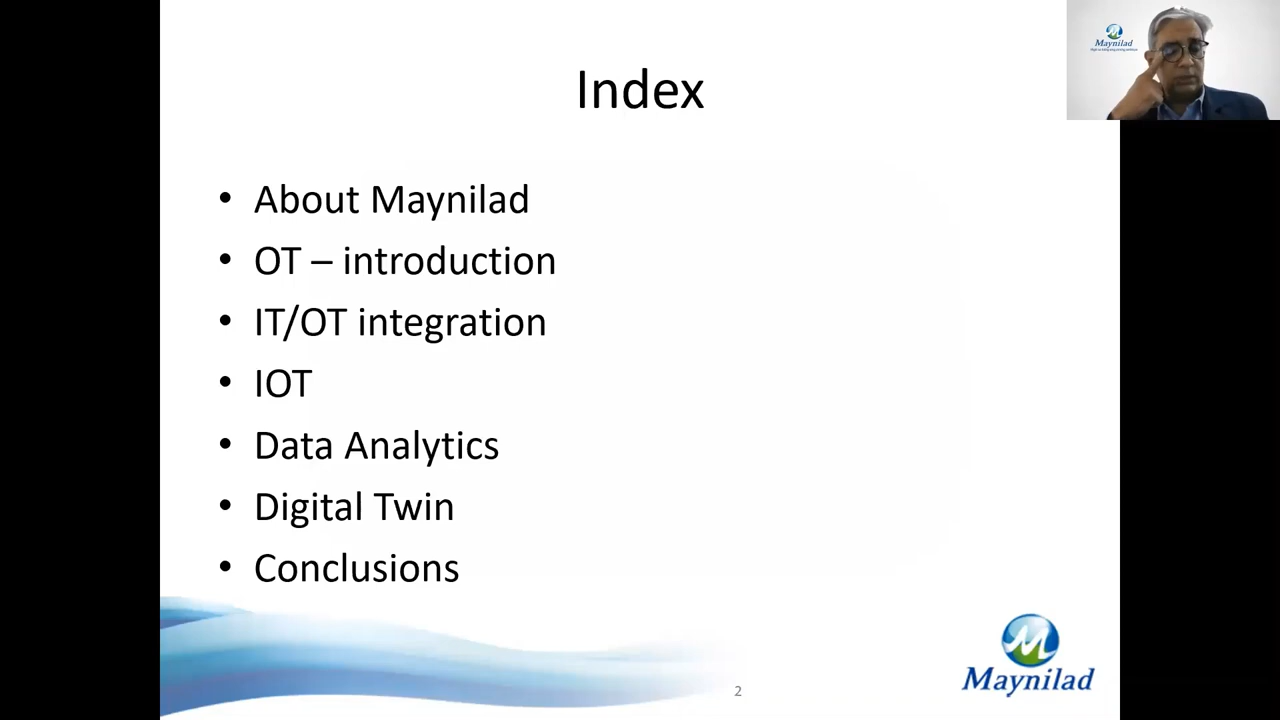 Index
• About Maynilad
• OT – introduction
• IT/OT integration
• IOT
• Data Analytics
• Digital Twin
• Conclusions
2
Maynilad
Maynilad